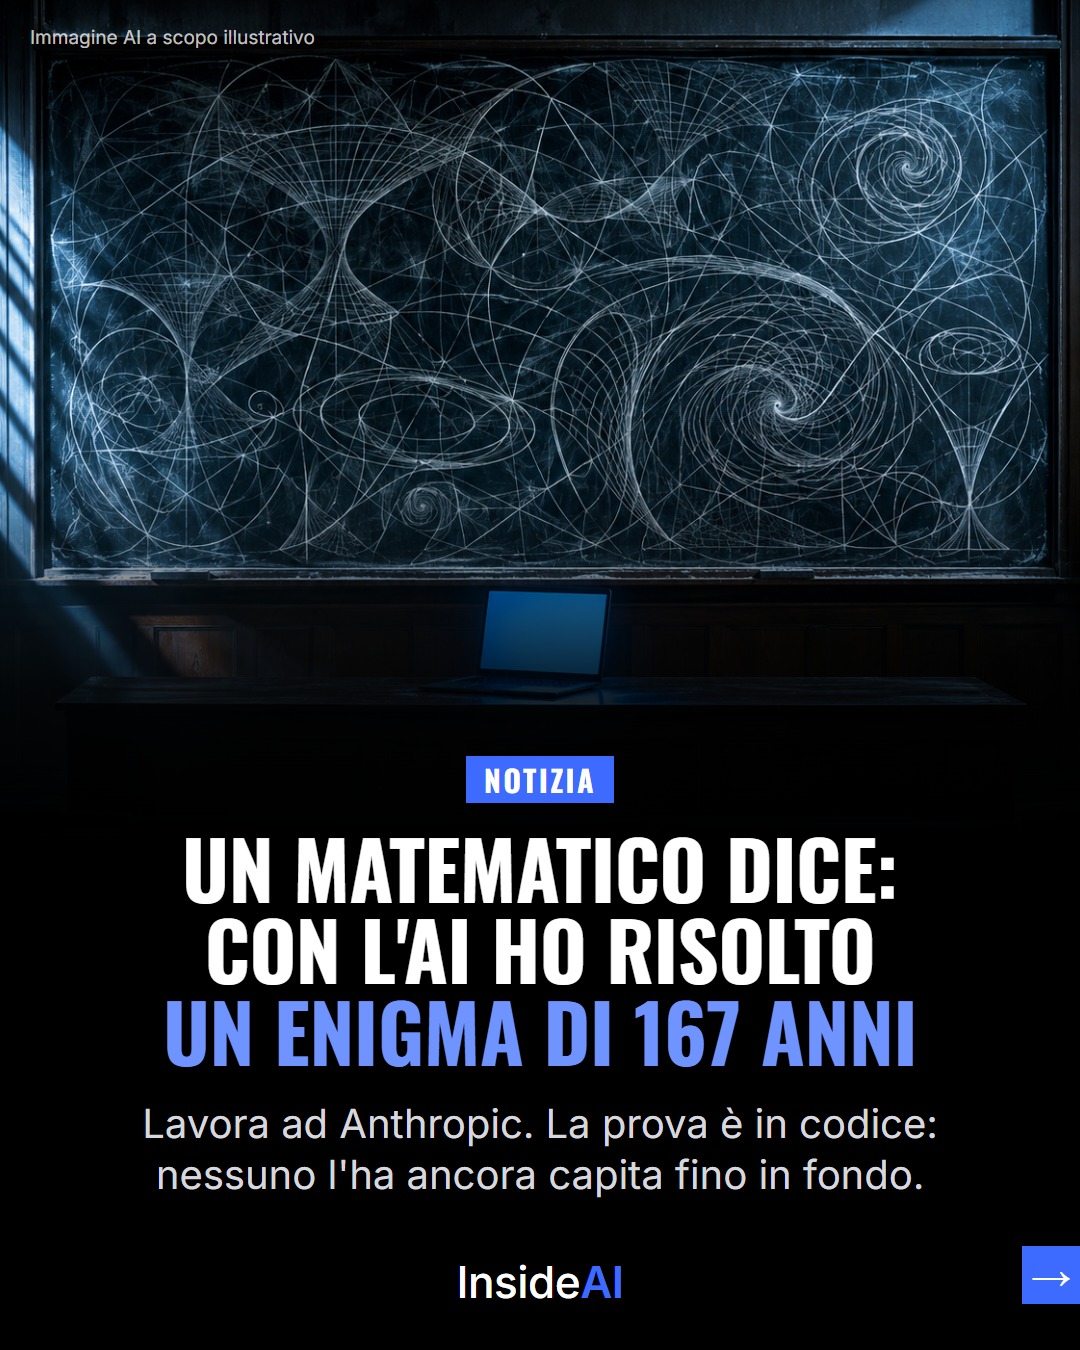 Immagine AI a scopo illustrativo
NOTIZIA
UN MATEMATICO DICE:
CON L'AI HO RISOLTO
UN ENIGMA DI 167 ANNI
Lavora ad Anthropic. La prova è in codice:
nessuno l'ha ancora capita fino in fondo.
InsideAI
→